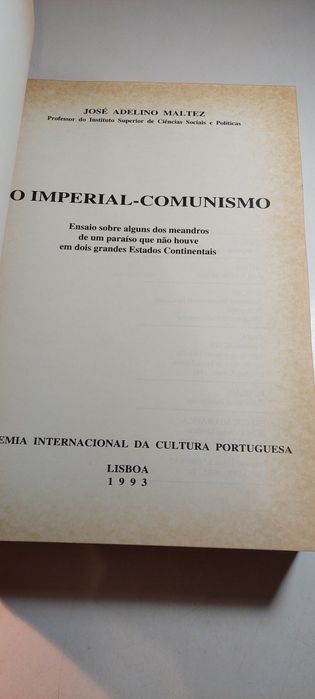 JOSÉ ADELINO MALTEZ
Professor do Instituto Superior de Ciências Sociais e Políticas
O IMPERIAL-COMUNISMO
Ensaio sobre alguns dos meandros
de um paraíso que não houve
em dois grandes Estados Continentais
EMIA INTERNACIONAL DA CULTURA PORTUGUESA
LISBOA
1993